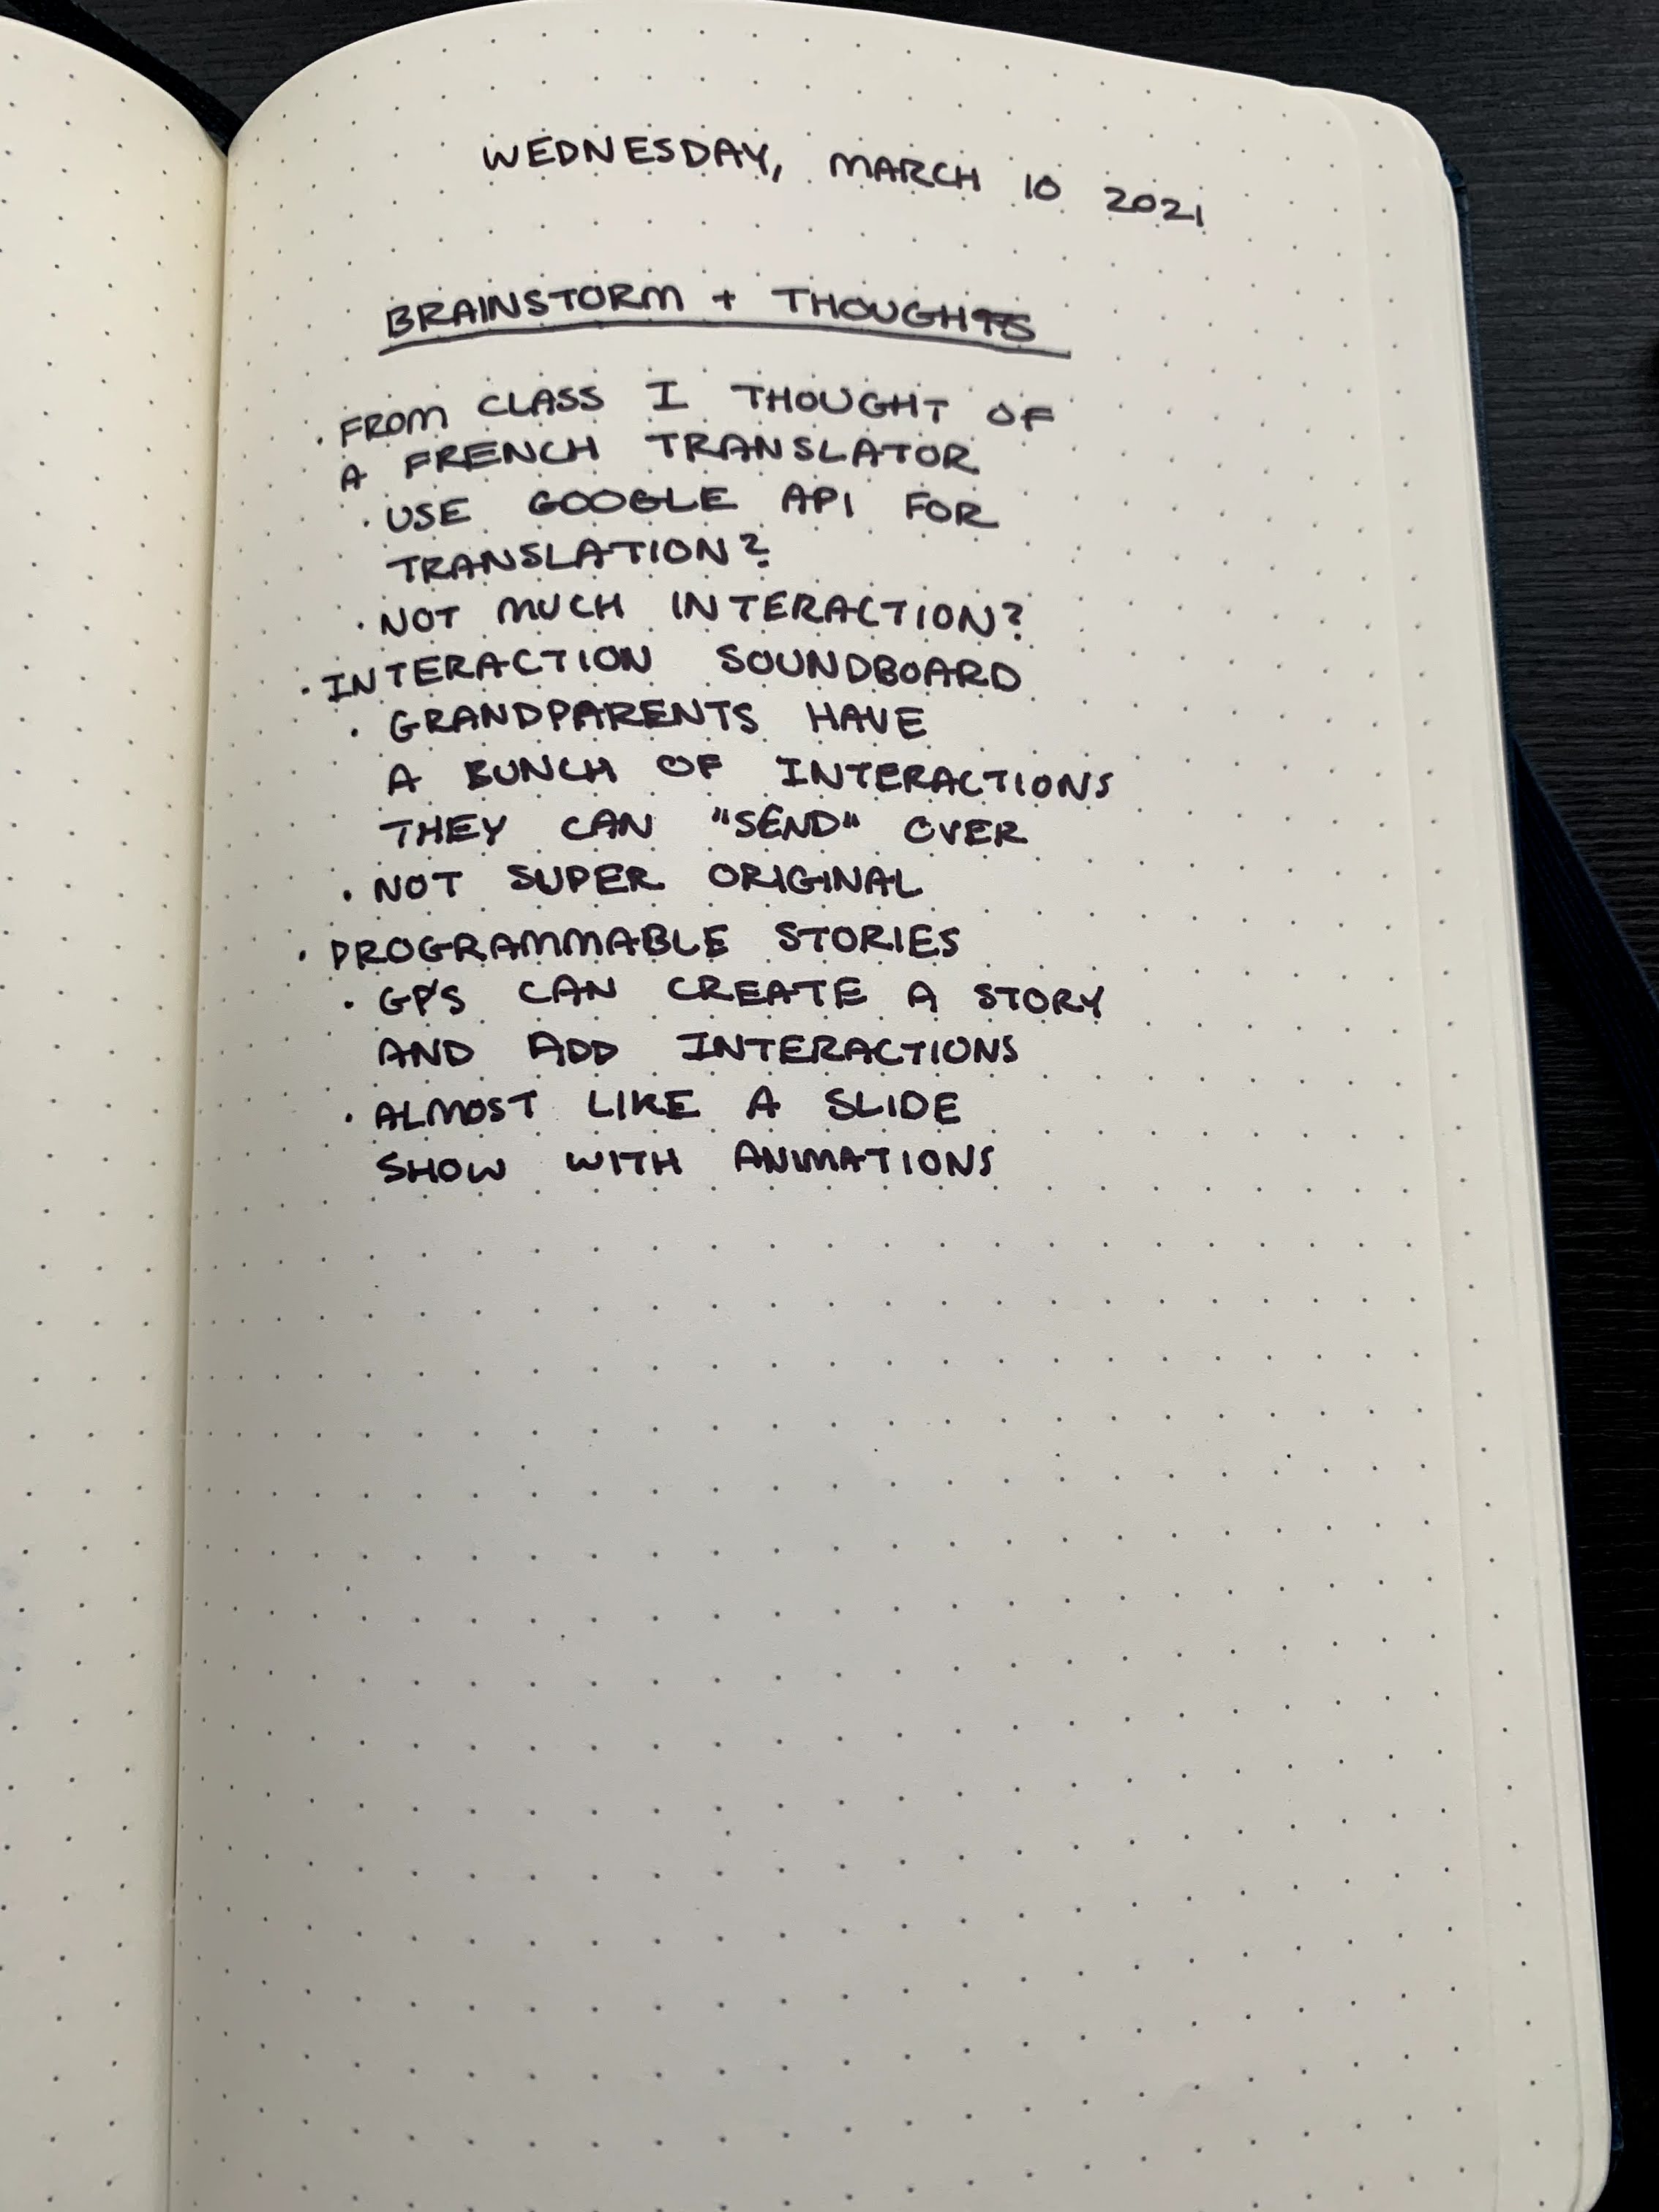 WEDNESDAY, MARCH 10 2021
BRAINSTORM + THOUGHTS
· FROM CLASS I THOUGHT OF
A FRENCH TRANSLATOR
· USE GOOGLE API FOR
TRANSLATION?
· NOT MUCH INTERACTION?
· INTERACTION SOUNDBOARD
· GRANDPARENTS HAVE
A BUNCH OF INTERACTIONS
THEY CAN "SEND" OVER
· NOT SUPER ORIGINAL
· PROGRAMMABLE STORIES
· GP'S CAN CREATE A STORY
AND ADD INTERACTIONS
· ALMOST LIKE A SLIDE
SHOW WITH ANIMATIONS